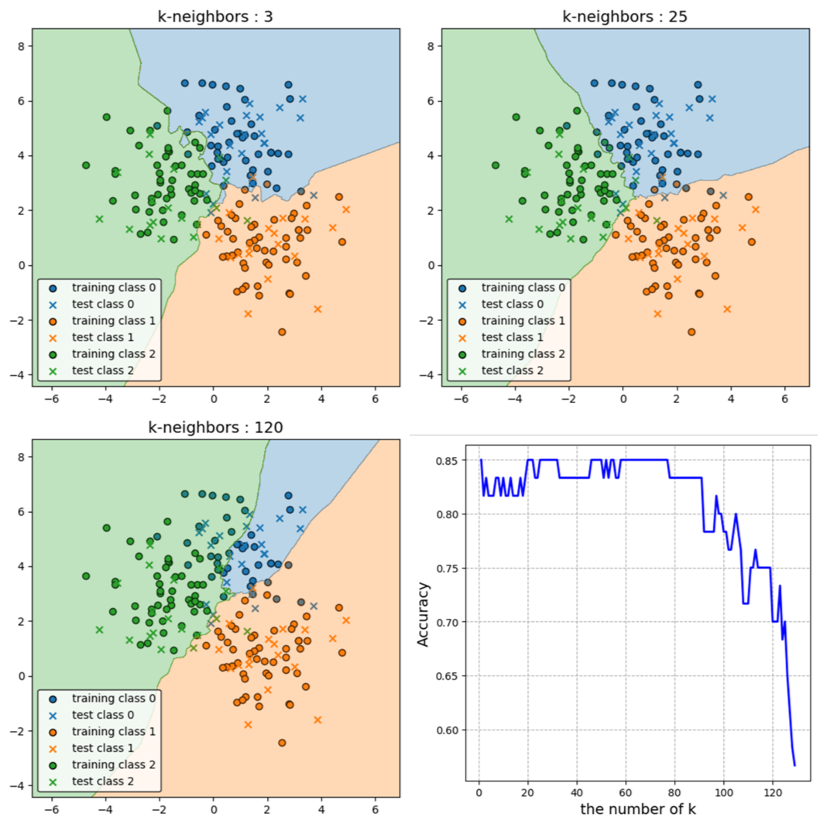 k-neighbors : 3
8
6
4
2
0
−2
−4
−6
−4
−2
0
2
4
6
training class 0
test class 0
training class 1
test class 1
training class 2
test class 2
k-neighbors : 25
8
6
4
2
0
−2
−4
−6
−4
−2
0
2
4
6
training class 0
test class 0
training class 1
test class 1
training class 2
test class 2
k-neighbors : 120
8
6
4
2
0
−2
−4
−6
−4
−2
0
2
4
6
training class 0
test class 0
training class 1
test class 1
training class 2
test class 2
Accuracy
0.85
0.80
0.75
0.70
0.65
0.60
0
20
40
60
80
100
120
the number of k